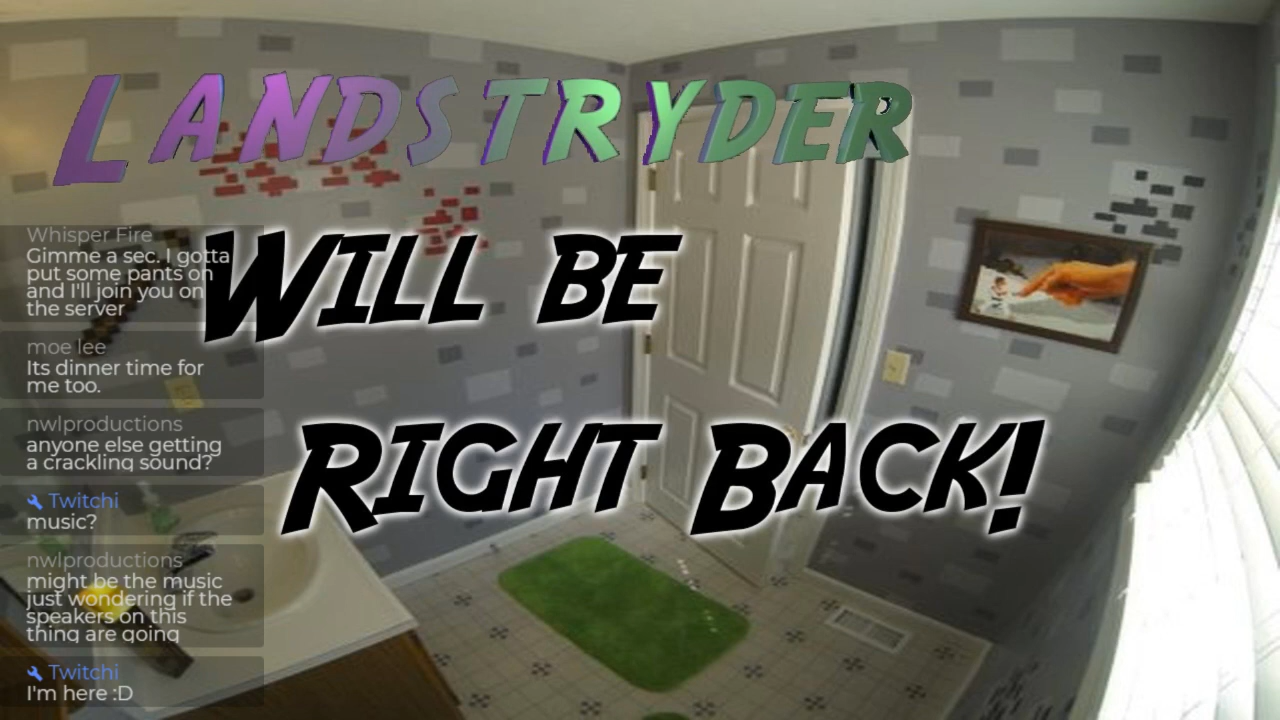 LANDSTRYDER
WILL BE
RIGHT BACK!
Whisper Fire
Gimme a sec. I gotta
put some pants on
and I'll join you on
the server
moe lee
Its dinner time for
me too.
nwlproductions
anyone else getting
a crackling sound?
Twitchi
music?
nwlproductions
might be the music
just wondering if the
speakers on this
thing are going
Twitchi
I'm here :D